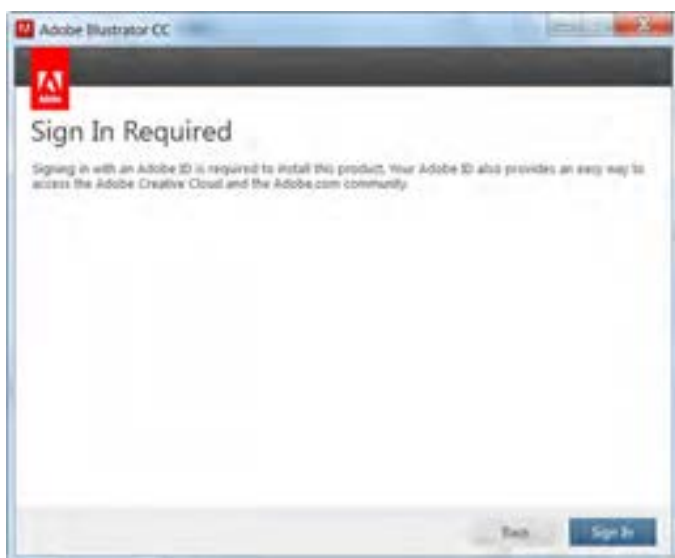 Adobe Illustrator CC
Adobe
Sign In Required
Signing in with an Adobe ID is required to install this product. Your Adobe ID also provides an easy way to
access the Adobe Creative Cloud and the Adobe.com community.
Back
Sign In